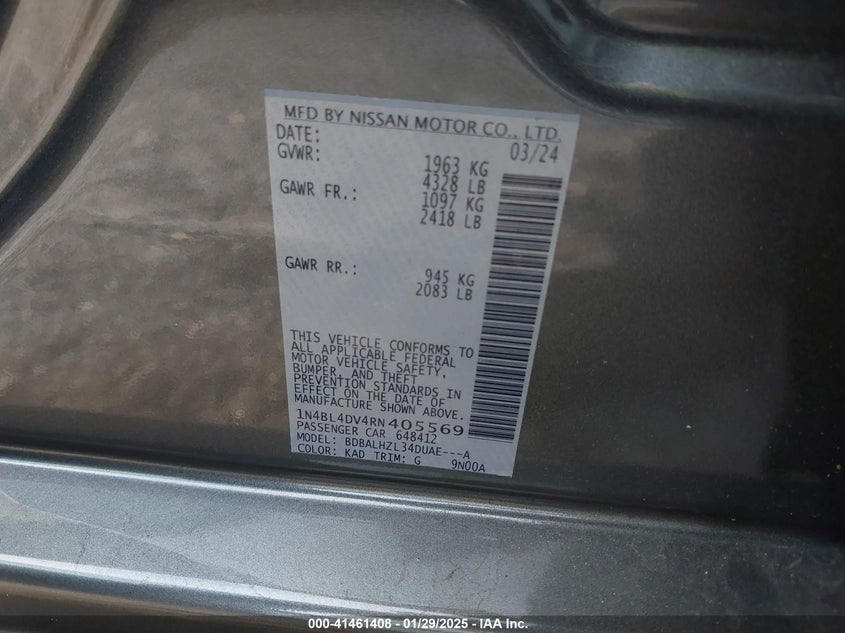 MFD BY NISSAN MOTOR CO., LTD.
DATE: 03/24
GVWR: 1963 KG
4328 LB
GAWR FR.: 1097 KG
2418 LB
GAWR RR.: 945 KG
2083 LB
THIS VEHICLE CONFORMS TO
ALL APPLICABLE FEDERAL
MOTOR VEHICLE SAFETY,
BUMPER, AND THEFT
PREVENTION STANDARDS IN
EFFECT ON THE DATE OF
MANUFACTURE SHOWN ABOVE.
1N4BL4DV4RN405569
PASSENGER CAR 648412
MODEL: BDBALHZL34DUAE---A
COLOR: KAD TRIM: G 9N00A
000-41461408 - 01/29/2025 - IAA Inc.